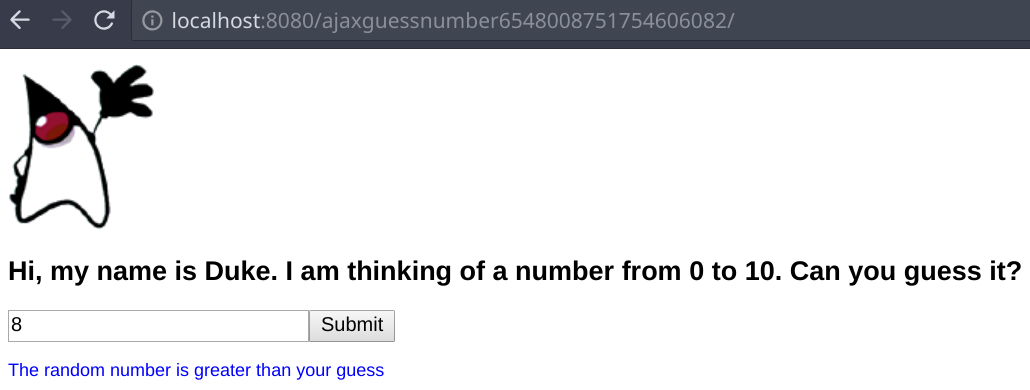 localhost:8080/ajaxguessnumber6548008751754606082/
Hi, my name is Duke. I am thinking of a number from 0 to 10. Can you guess it?
8 Submit
The random number is greater than your guess